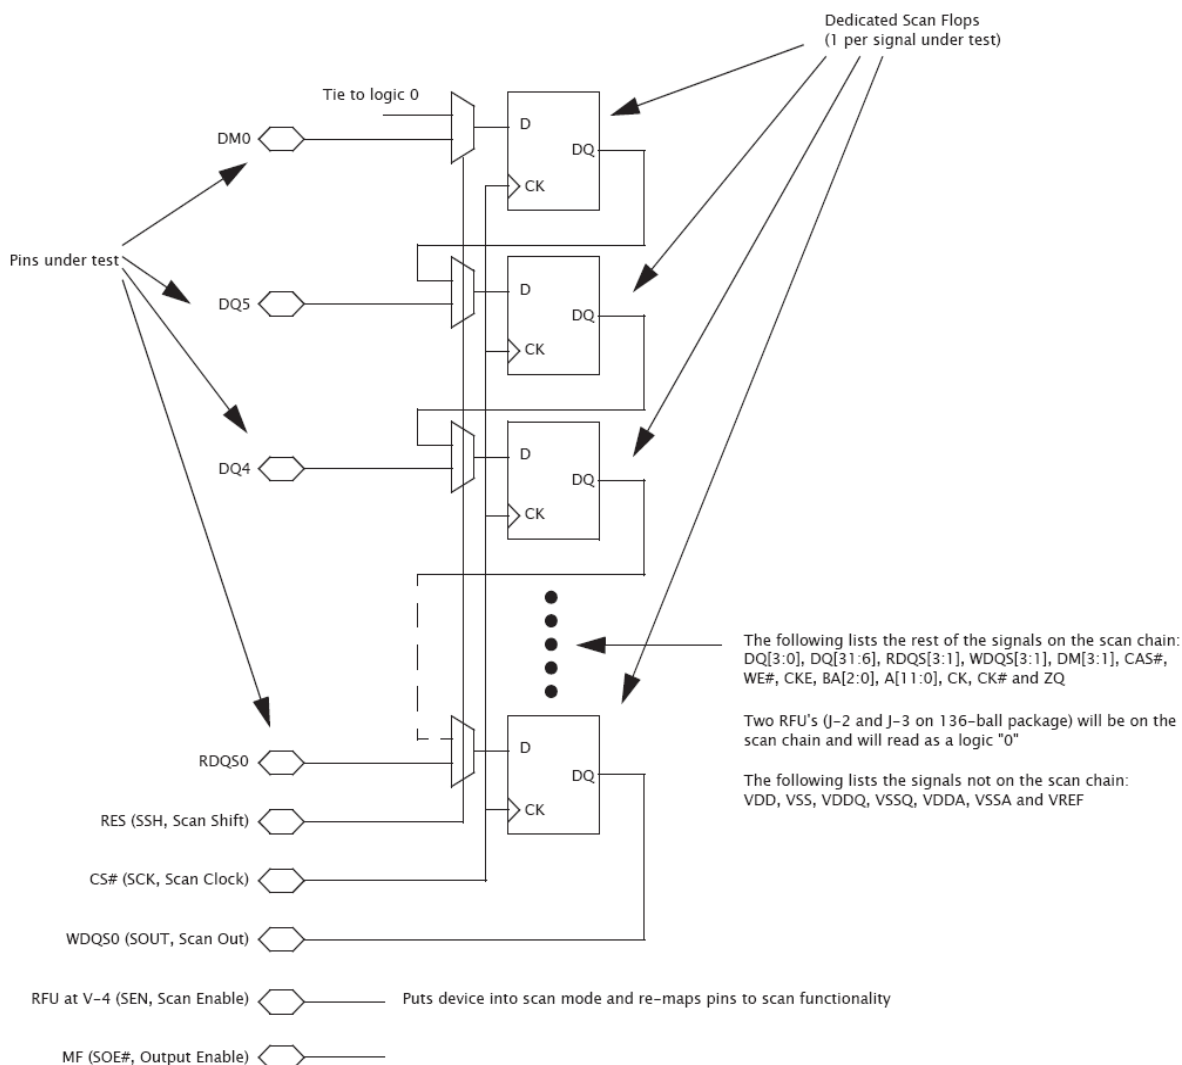 Dedicated Scan Flops
(1 per signal under test)
Tie to logic 0
DM0
D
DQ
CK
Pins under test
DQ5
D
DQ
CK
DQ4
D
DQ
CK
The following lists the rest of the signals on the scan chain:
DQ[3:0], DQ[31:6], RDQS[3:1], WDQS[3:1], DM[3:1], CAS#,
WE#, CKE, BA[2:0], A[11:0], CK, CK# and ZQ
Two RFU's (J-2 and J-3 on 136-ball package) will be on the
scan chain and will read as a logic "0"
The following lists the signals not on the scan chain:
VDD, VSS, VDDQ, VSSQ, VDDA, VSSA and VREF
RDQS0
D
DQ
CK
RES (SSH, Scan Shift)
CS# (SCK, Scan Clock)
WDQS0 (SOUT, Scan Out)
RFU at V-4 (SEN, Scan Enable)
Puts device into scan mode and re-maps pins to scan functionality
MF (SOE#, Output Enable)